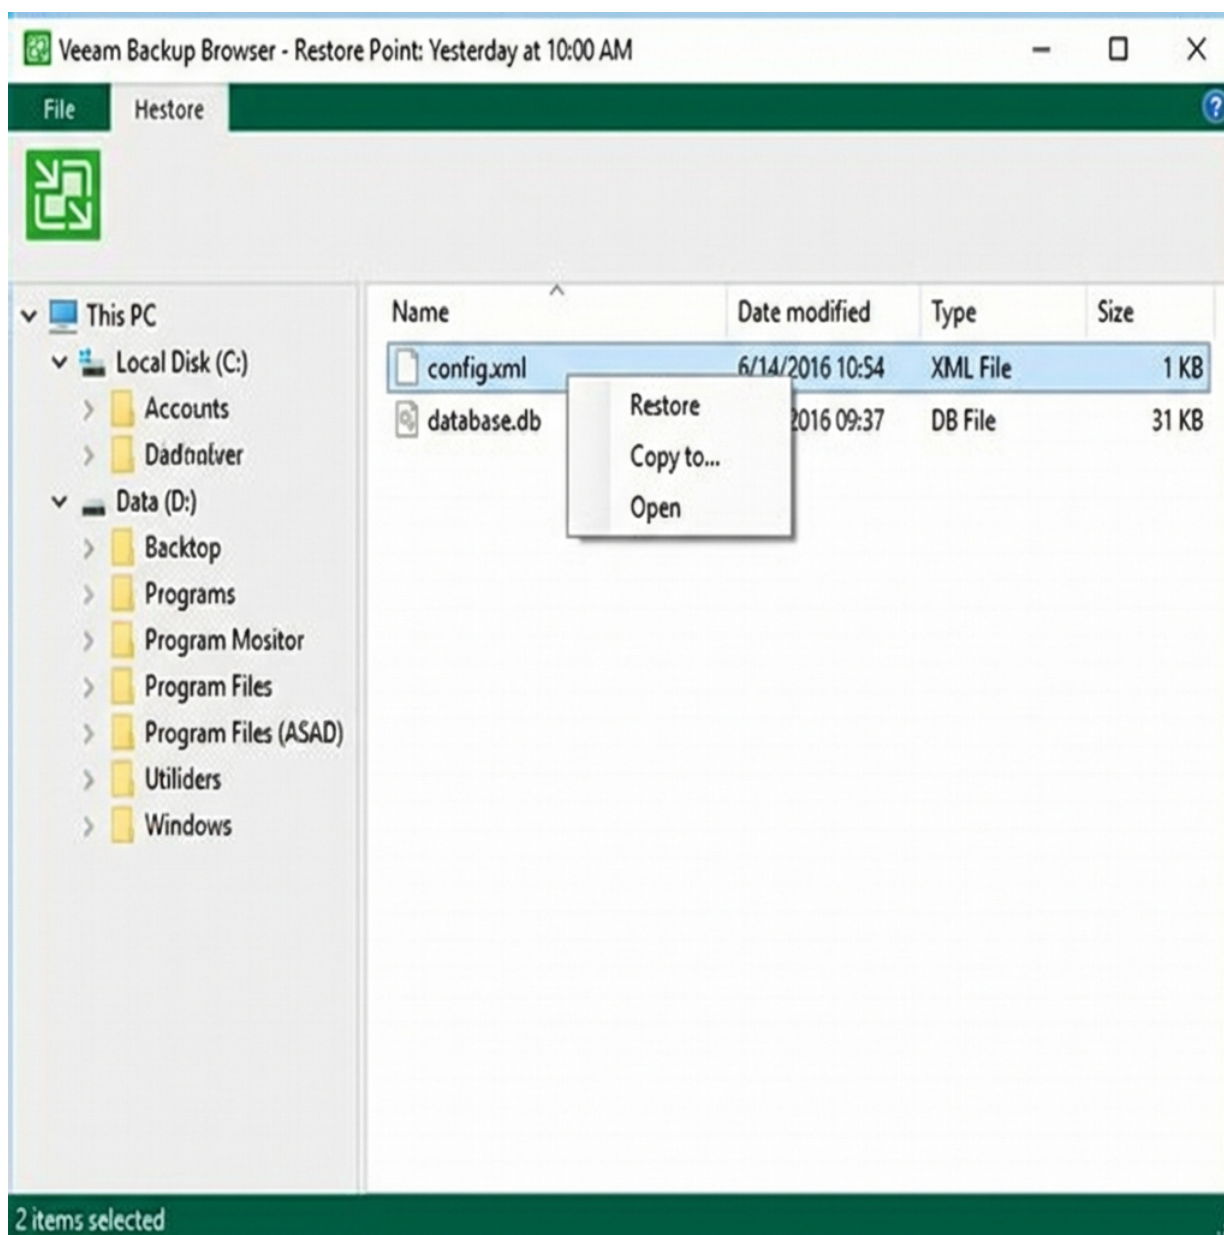 Veeam Backup Browser - Restore Point: Yesterday at 10:00 AM
File Hestore
?
This PC
Local Disk (C:)
Accounts
Dadnolver
Data (D:)
Backtop
Programs
Program Mositor
Program Files
Program Files (ASAD)
Utiliders
Windows
Name Date modified Type Size
config.xml 6/14/2016 10:54 XML File 1 KB
database.db 2016 09:37 DB File 31 KB
Restore
Copy to...
Open
2 items selected